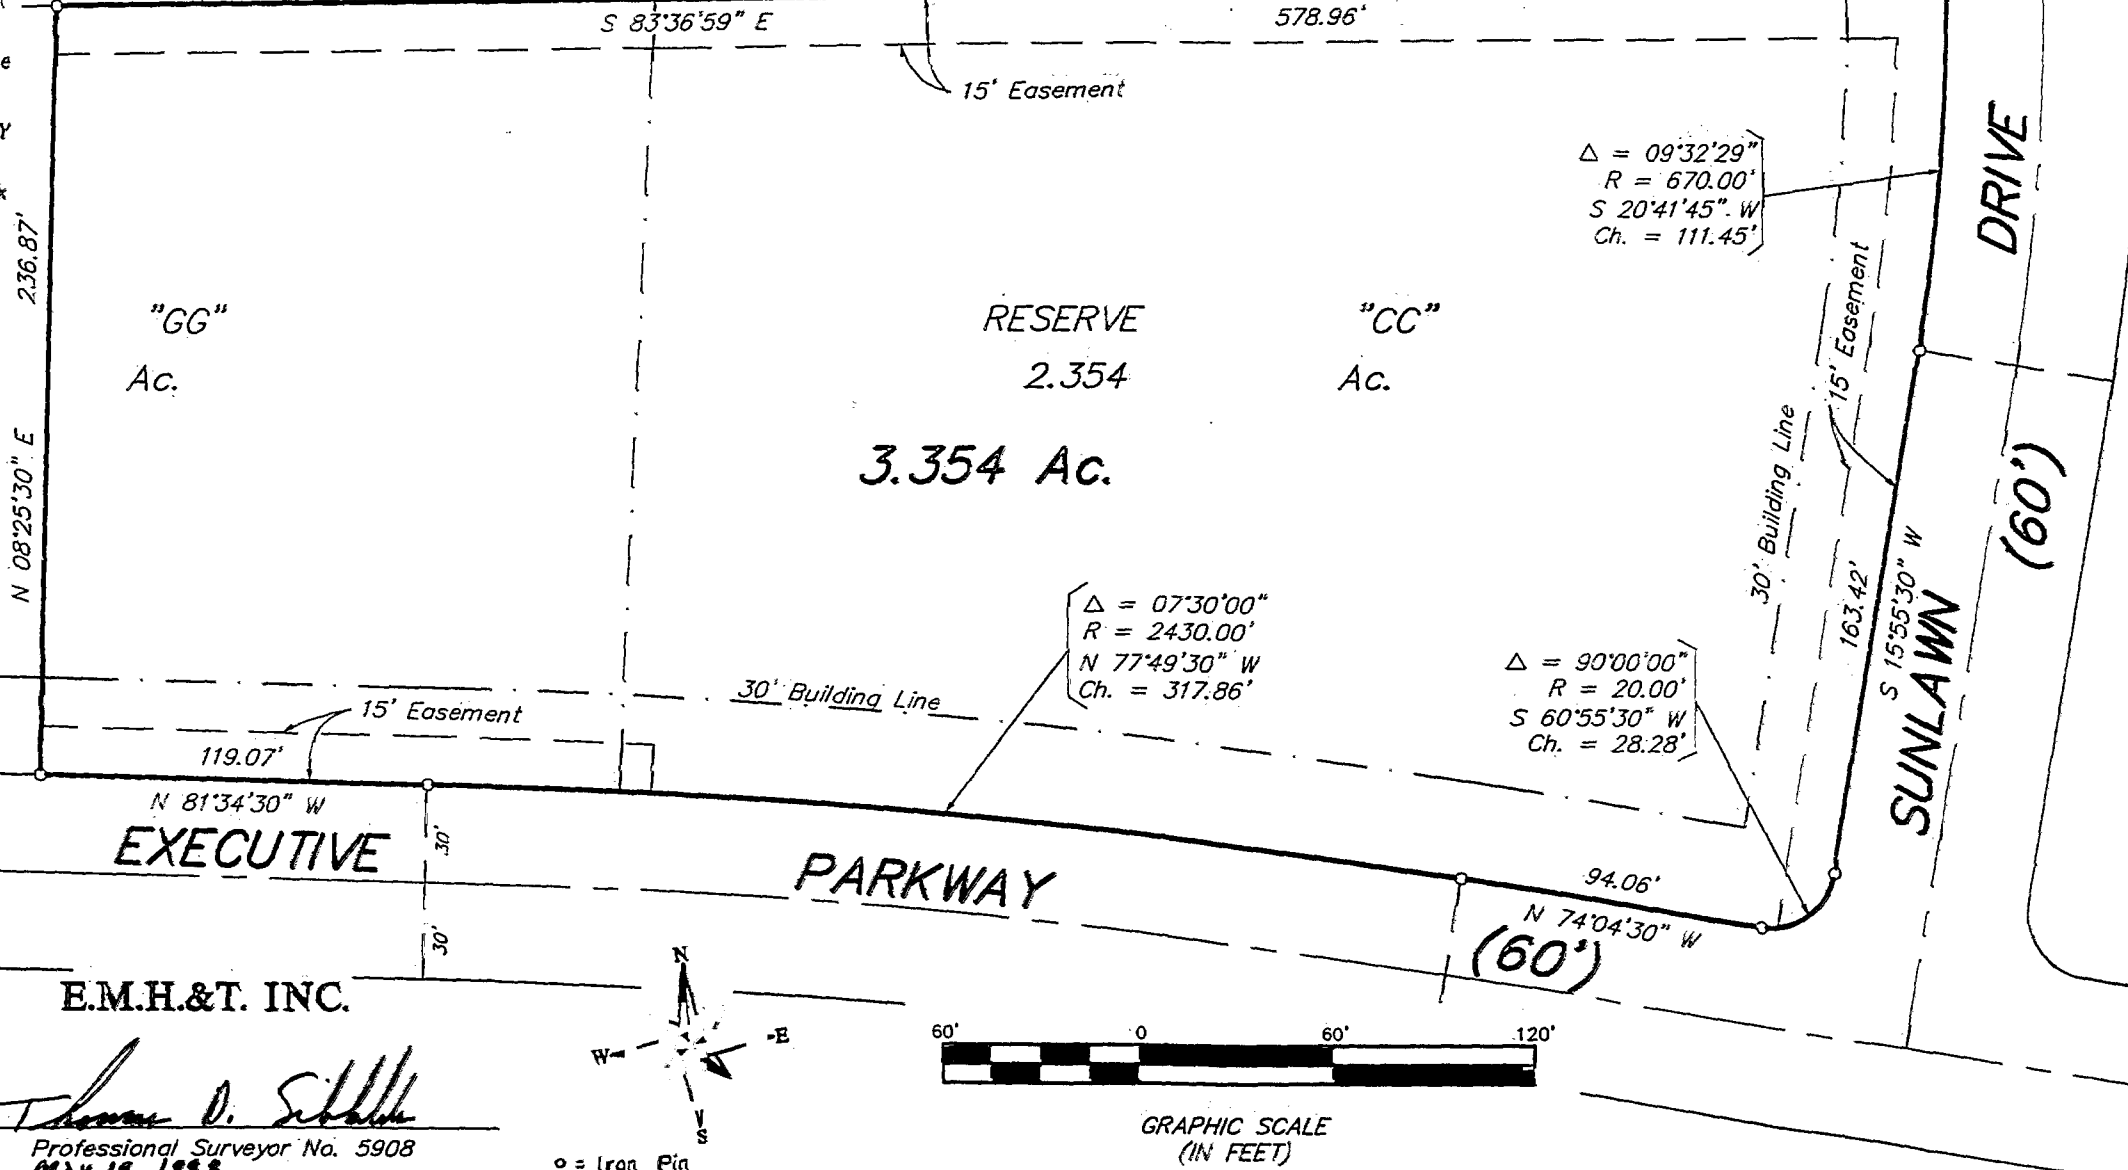 S 83°36'59" E
578.96'
15' Easement
Δ = 09°32'29"
R = 670.00'
S 20°41'45" W
Ch. = 111.45'
DRIVE
236.87'
N 08°25'30" E
"GG"
Ac.
RESERVE "CC"
2.354 Ac.
3.354 Ac.
15' Easement
30' Building Line
(60')
163.42'
S 15°55'30" W
SUNLAWN
Δ = 07°30'00"
R = 2430.00'
N 77°49'30" W
Ch. = 317.86'
Δ = 90°00'00"
R = 20.00'
S 60°55'30" W
Ch. = 28.28'
30' Building Line
15' Easement
119.07'
N 81°34'30" W
EXECUTIVE PARKWAY
30'
30'
94.06'
N 74°04'30" W
(60')
E.M.H.&T. INC.
N
W
E
S
60' 0 60' 120'
GRAPHIC SCALE
(IN FEET)
Thomas D. Sibbalds
Professional Surveyor No. 5908
o = Iron Pin